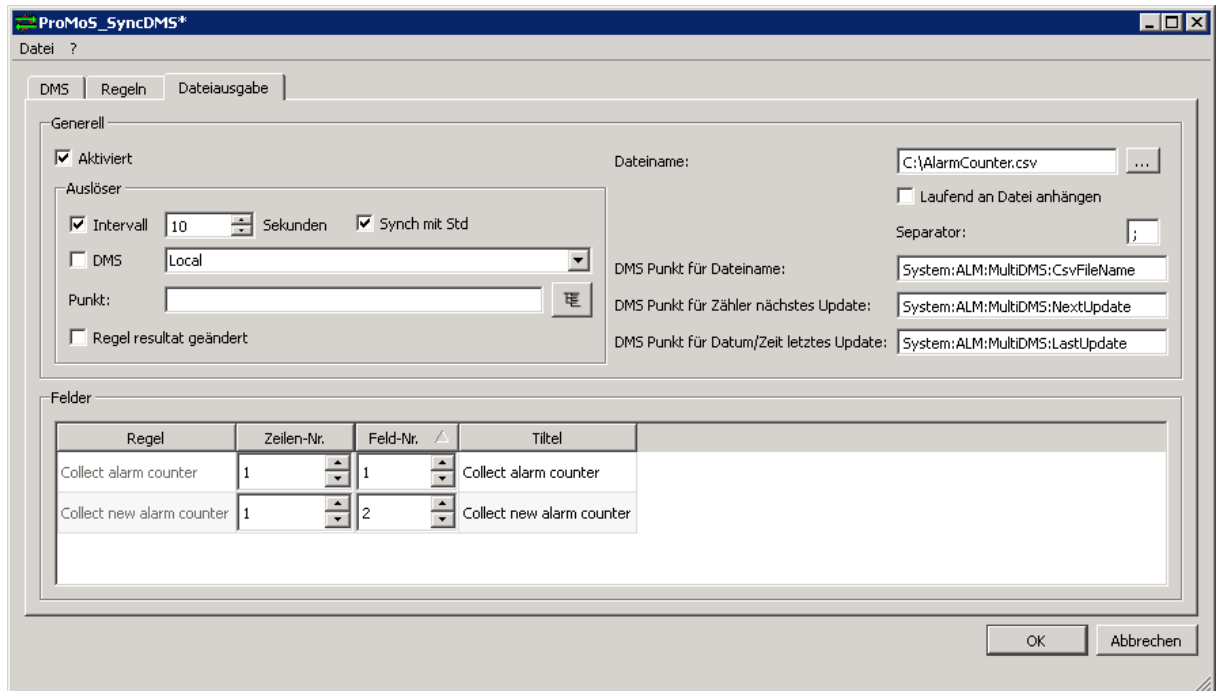 ProMoS_SyncDMS*
Datei ?
DMS Regeln Dateiausgabe
Generell
Aktiviert
Auslöser
Intervall 10 Sekunden Synch mit Std
DMS Local
Punkt:
Regel resultat geändert
Dateiname: C:\AlarmCounter.csv ...
Laufend an Datei anhängen
Separator: ;
DMS Punkt für Dateiname: System:ALM:MultiDMS:CsvFileName
DMS Punkt für Zähler nächstes Update: System:ALM:MultiDMS:NextUpdate
DMS Punkt für Datum/Zeit letztes Update: System:ALM:MultiDMS:LastUpdate
Felder
Regel Zeilen-Nr. Feld-Nr. Tiltel
Collect alarm counter 1 1 Collect alarm counter
Collect new alarm counter 1 2 Collect new alarm counter
OK Abbrechen